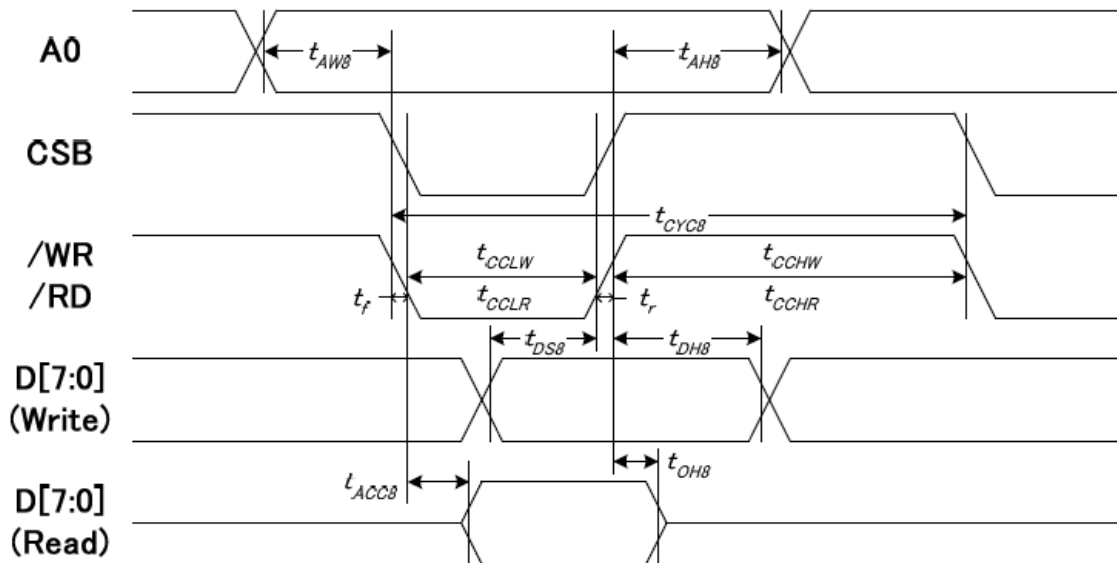 A0
tAW8
tAH8
CSB
tCYC8
/WR
/RD
tCCLW
tCCHW
tf
tCCLR
tr
tCCHR
tDS8
tDH8
D[7:0]
(Write)
tACC8
tOH8
D[7:0]
(Read)